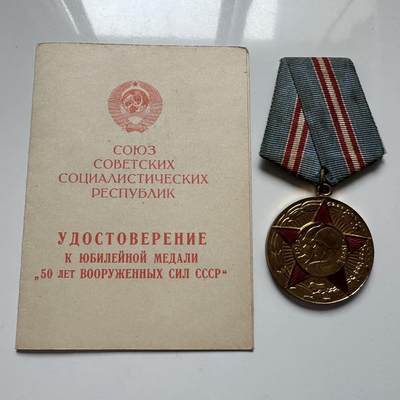 СОЮЗ
СОВЕТСКИХ
СОЦИАЛИСТИЧЕСКИХ
РЕСПУБЛИК
УДОСТОВЕРЕНИЕ
К ЮБИЛЕЙНОЙ МЕДАЛИ
„50 ЛЕТ ВООРУЖЕННЫХ СИЛ СССР“